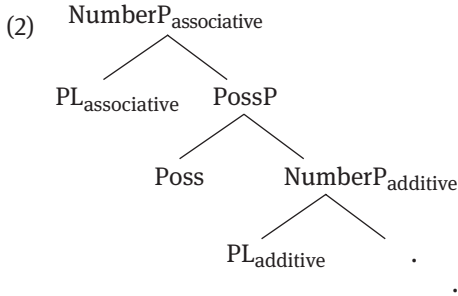 (2) NumberP associative
PL associative PossP
Poss NumberP additive
PL additive .
.